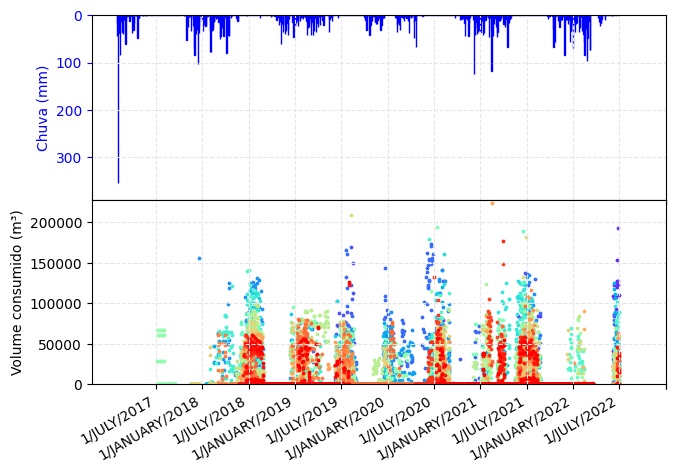 0
100
200
300
Chuva (mm)
200000
150000
100000
50000
0
Volume consumido (m³)
1/JULY/2017
1/JANUARY/2018
1/JULY/2018
1/JANUARY/2019
1/JULY/2019
1/JANUARY/2020
1/JULY/2020
1/JANUARY/2021
1/JULY/2021
1/JANUARY/2022
1/JULY/2022